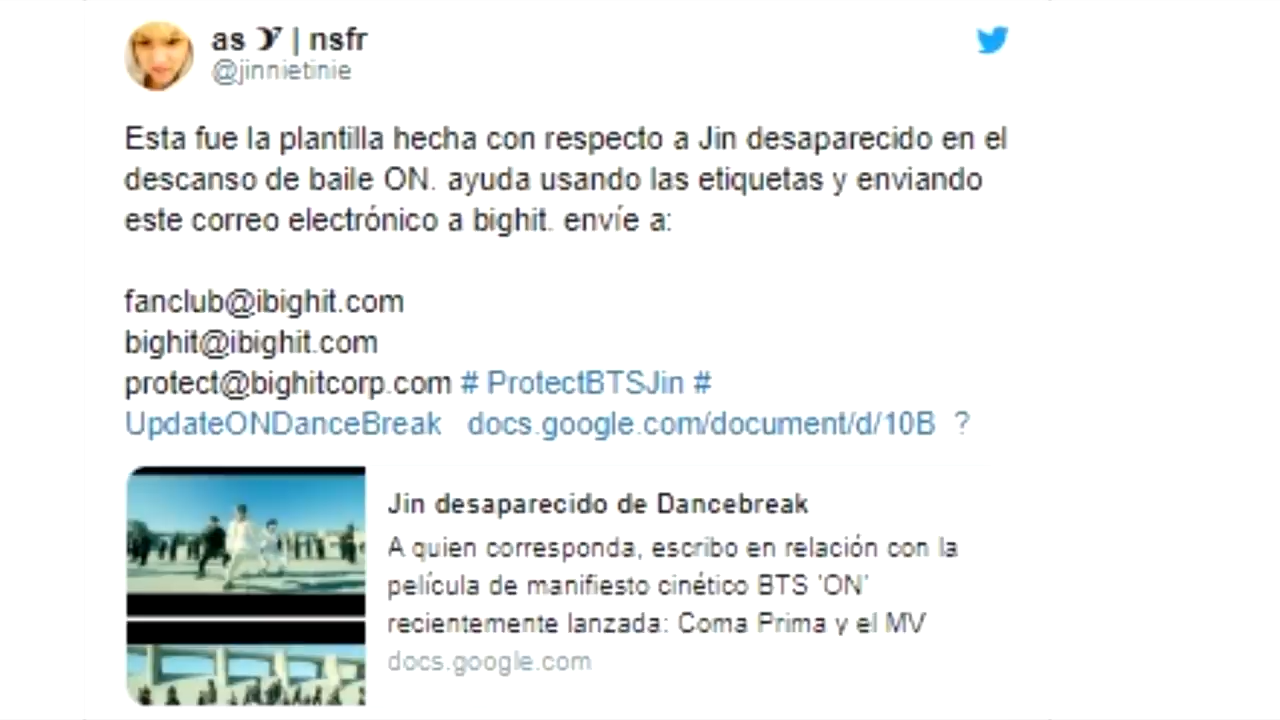 as | nsfr
@jinnietinie
Esta fue la plantilla hecha con respecto a Jin desaparecido en el
descanso de baile ON. ayuda usando las etiquetas y enviando
este correo electrónico a bighit. envíe a:
fanclub@ibighit.com
bighit@ibighit.com
protect@bighitcorp.com # ProtectBTSJin #
UpdateONDanceBreak docs.google.com/document/d/10B ?
Jin desaparecido de Dancebreak
A quien corresponda, escribo en relación con la
película de manifiesto cinético BTS 'ON'
recientemente lanzada: Coma Prima y el MV
docs.google.com